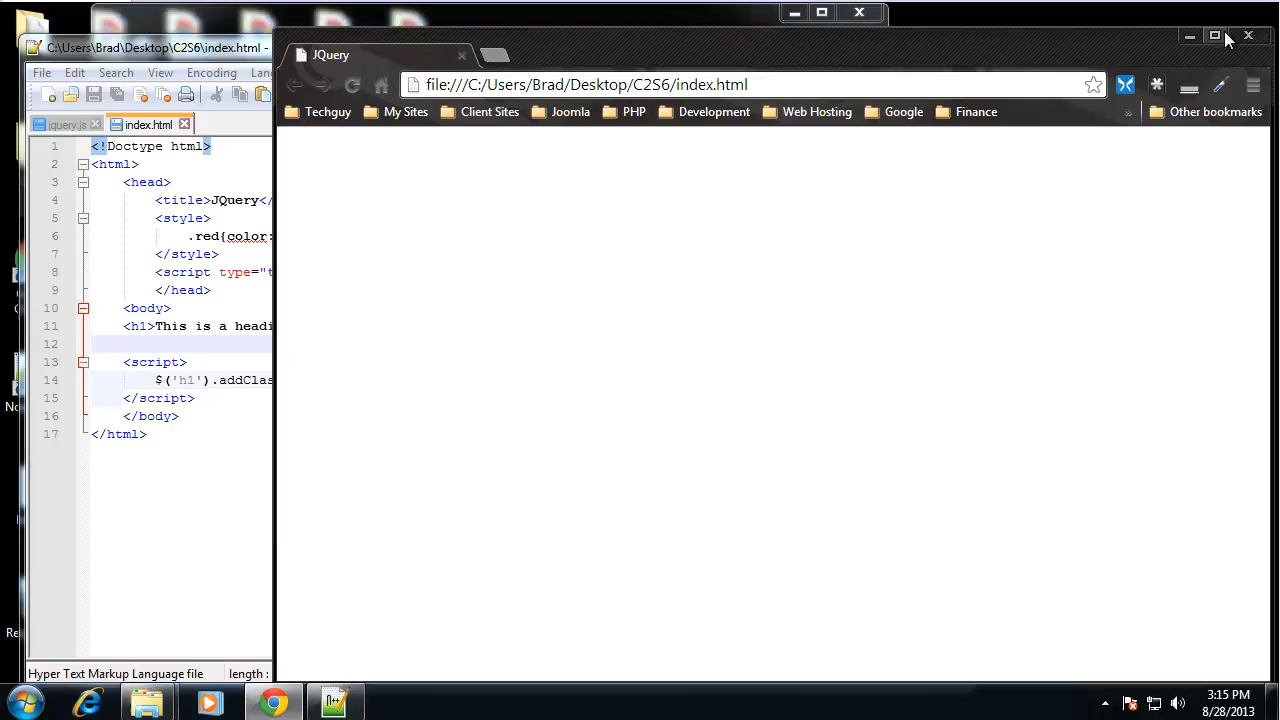 C:\Users\Brad\Desktop\C2S6\index.html -
File Edit Search View Encoding Lan
jquery.js index.html
1 <!Doctype html>
2 <html>
3 <head>
4 <title>JQuery</
5 <style>
6 .red{color:
7 </style>
8 <script type="t
9 </head>
10 <body>
11 <h1>This is a headi
12
13 <script>
14 $('h1').addClas
15 </script>
16 </body>
17 </html>
Hyper Text Markup Language file length :
JQuery
file:///C:/Users/Brad/Desktop/C2S6/index.html
Techguy My Sites Client Sites Joomla PHP Development Web Hosting Google Finance » Other bookmarks
No
Re
3:15 PM
8/28/2013